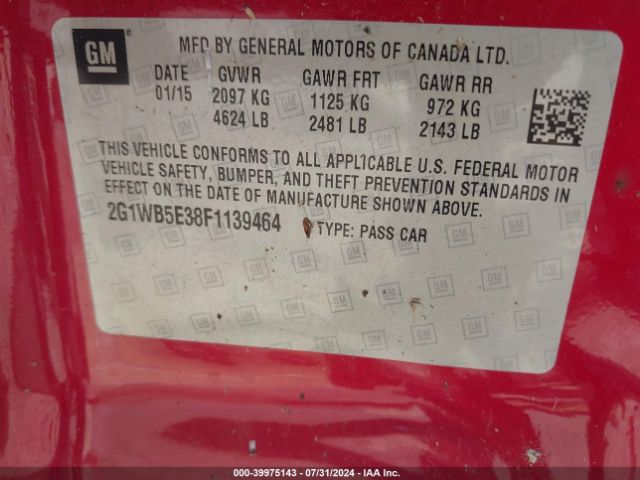 GM
MFD BY GENERAL MOTORS OF CANADA LTD.
DATE GVWR GAWR FRT GAWR RR
01/15 2097 KG 1125 KG 972 KG
4624 LB 2481 LB 2143 LB
THIS VEHICLE CONFORMS TO ALL APPLICABLE U.S. FEDERAL MOTOR
VEHICLE SAFETY, BUMPER, AND THEFT PREVENTION STANDARDS IN
EFFECT ON THE DATE OF MANUFACTURE SHOWN ABOVE.
2G1WB5E38F1139464 TYPE: PASS CAR
000-39975143 - 07/31/2024 - IAAI.com